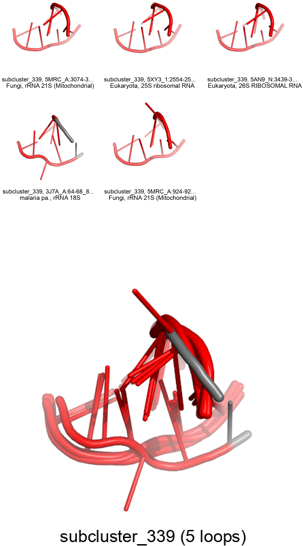 subcluster_339, 5MRC_A:3074-3...
Fungi, rRNA 21S (Mitochondrial)
subcluster_339, 5XY3_1:2554-25...
Eukaryota, 25S ribosomal RNA
subcluster_339, 5AN9_N:3439-3...
Eukaryota, 26S RIBOSOMAL RNA
subcluster_339, 3J7A_A:64-68_8...
malaria pa., rRNA 18S
subcluster_339, 5MRC_A:924-92...
Fungi, rRNA 21S (Mitochondrial)
subcluster_339 (5 loops)